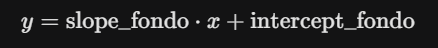 y = slope_fondo · x + intercept_fondo